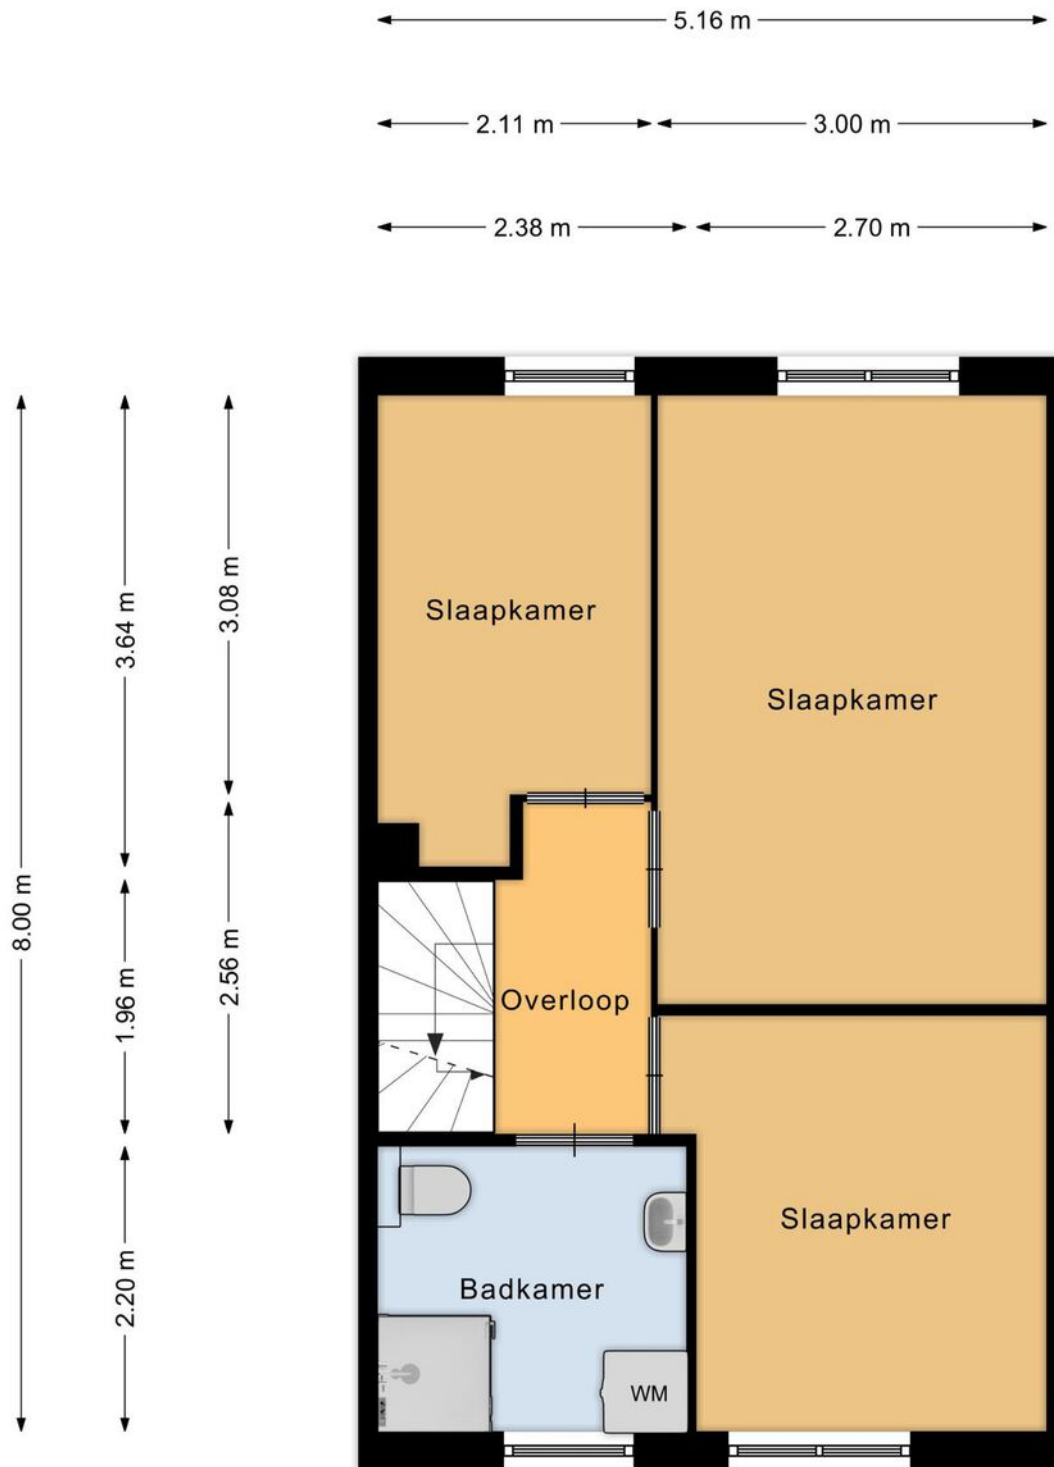 5.16 m
2.11 m
3.00 m
2.38 m
2.70 m
8.00 m
3.64 m
1.96 m
2.20 m
3.08 m
2.56 m
Slaapkamer
Slaapkamer
Overloop
Slaapkamer
Badkamer
WM